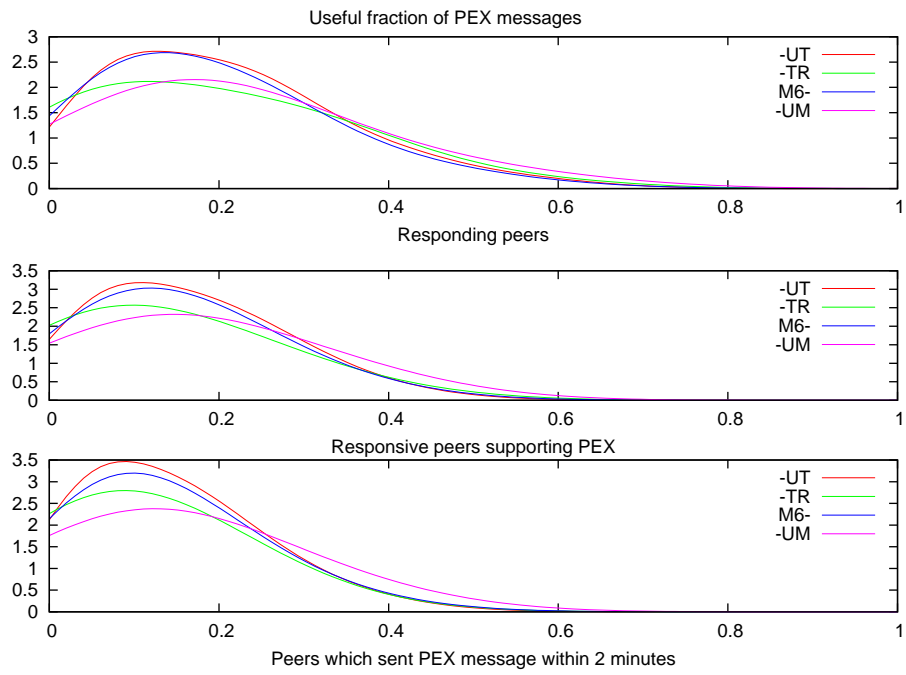 Useful fraction of PEX messages
3
2.5
2
1.5
1
0.5
0
-UT
-TR
M6-
-UM
0 0.2 0.4 0.6 0.8 1
Responding peers
3.5
3
2.5
2
1.5
1
0.5
0
-UT
-TR
M6-
-UM
0 0.2 0.4 0.6 0.8 1
Responsive peers supporting PEX
3.5
3
2.5
2
1.5
1
0.5
0
-UT
-TR
M6-
-UM
0 0.2 0.4 0.6 0.8 1
Peers which sent PEX message within 2 minutes